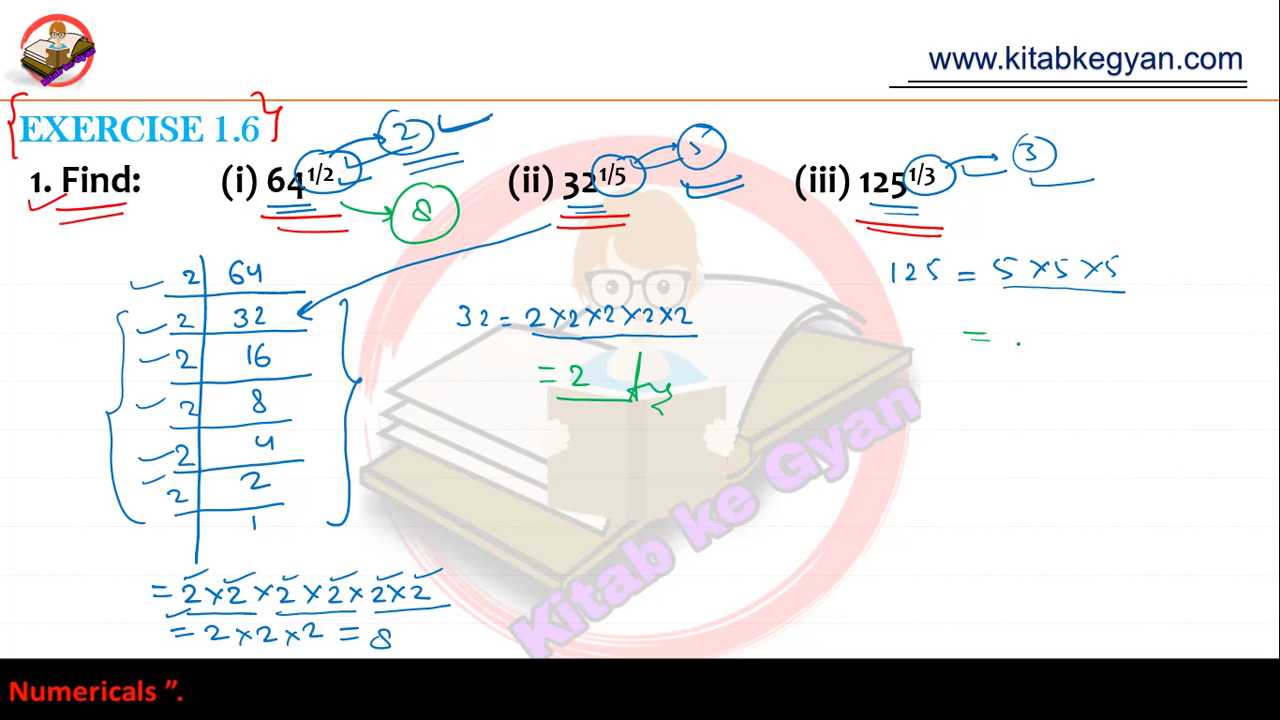 Kitab ke Gyan
www.kitabkegyan.com
{EXERCISE 1.6}
2
5
3
1. Find: (i) 64^1/2 (ii) 32^1/5 (iii) 125^1/3
8
2 | 64
2 | 32
2 | 16
2 | 8
2 | 4
2 | 2
1
= 2 × 2 × 2 × 2 × 2 × 2
= 2 × 2 × 2 = 8
32 = 2 × 2 × 2 × 2 × 2
= 2
125 = 5 × 5 × 5
= .
Kitab ke Gyan
Numericals ”.